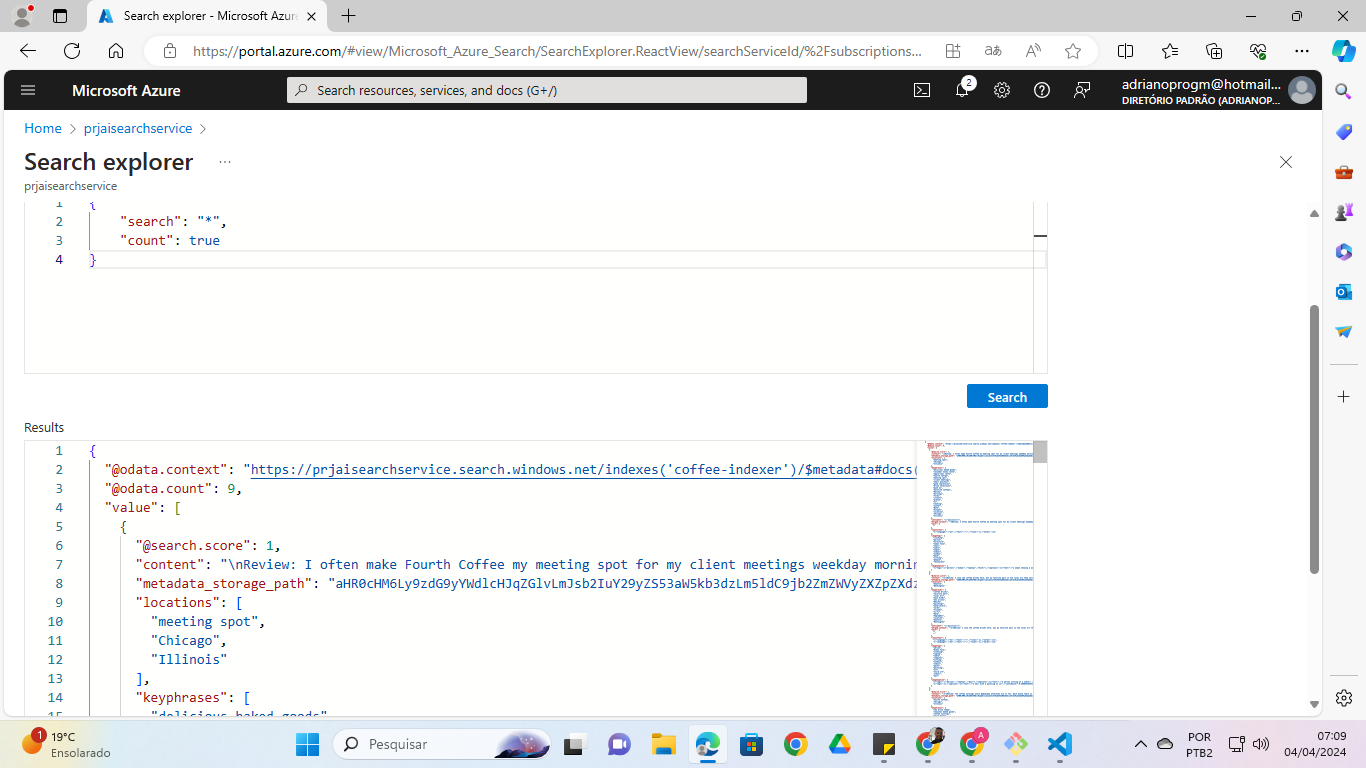 Search explorer - Microsoft Azure
https://portal.azure.com/#view/Microsoft_Azure_Search/SearchExplorer.ReactView/searchServiceId/%2Fsubscriptions...
Microsoft Azure
Search resources, services, and docs (G+/)
2
adrianoprogm@hotmail...
DIRETÓRIO PADRÃO (ADRIANOP...
Home > prjaisearchservice >
Search explorer ...
prjaisearchservice
1 {
2 "search": "*",
3 "count": true
4 }
Search
Results
1 {
2 "@odata.context": "https://prjaisearchservice.search.windows.net/indexes('coffee-indexer')/$metadata#docs(
3 "@odata.count": 9,
4 "value": [
5 {
6 "@search.score": 1,
7 "content": "\nReview: I often make Fourth Coffee my meeting spot for my client meetings weekday mornin
8 "metadata_storage_path": "aHR0cHM6Ly9zdG9yYWdlcHJqZGlvLmJsb2IuY29yZS53aW5kb3dzLm5ldC9jb2ZmZWVyZXZpZXdz
9 "locations": [
10 "meeting spot",
11 "Chicago",
12 "Illinois"
13 ],
14 "keyphrases": [
15 "delicious baked goods"
1
19°C
Ensolarado
Pesquisar
A
POR
PTB2
07:09
04/04/2024